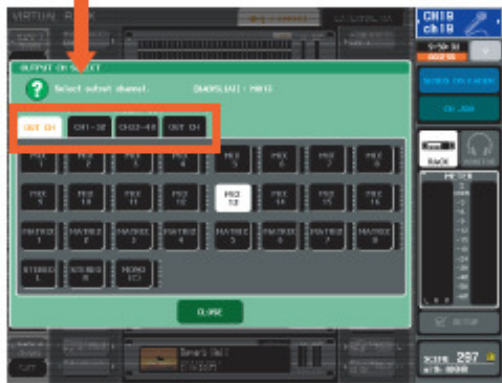 VIRTUAL RACK
CH18
ch18
OUTPUT CH SELECT
Select output channel.
OUT CH
CH1-32
CH33-48
OUT CH
MIX 1
MIX 2
MIX 3
MIX 4
MIX 5
MIX 6
MIX 7
MIX 8
MIX 9
MIX 10
MIX 11
MIX 12
MIX 13
MIX 14
MIX 15
MIX 16
MATRIX 1
MATRIX 2
MATRIX 3
MATRIX 4
MATRIX 5
MATRIX 6
MATRIX 7
MATRIX 8
STEREO L
STEREO R
MONO (C)
CLOSE
RACK
MONITOR
METER
SETUP
SCENE 297